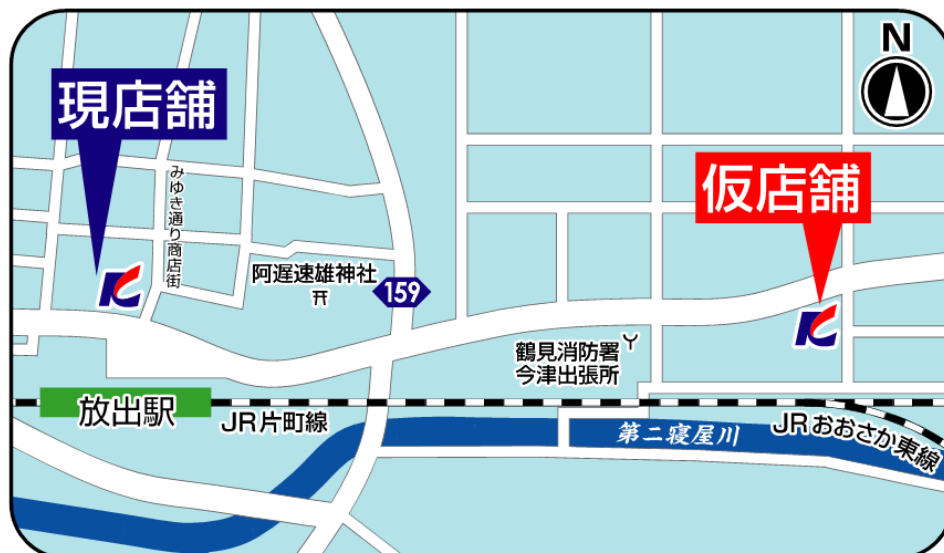 N
現店舗
仮店舗
みゆき通り商店街
阿遅速雄神社
159
鶴見消防署
今津出張所
放出駅
JR片町線
第二寝屋川
JRおおさか東線